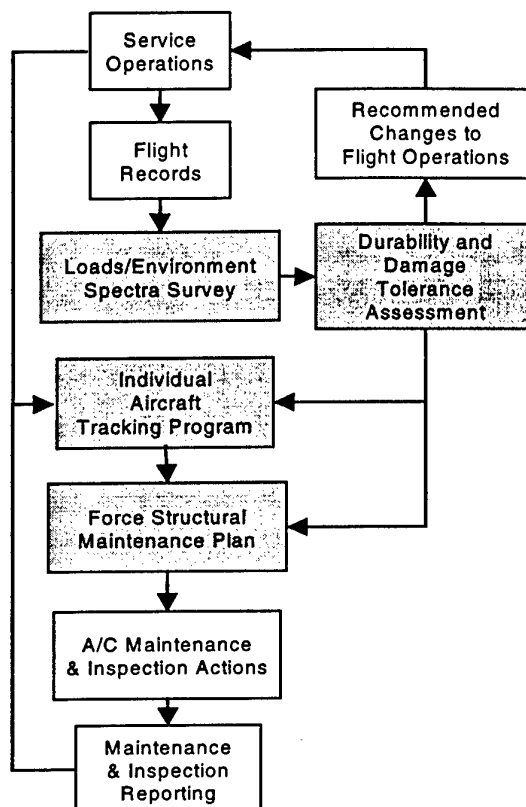 Service
Operations
Recommended
Changes to
Flight Operations
Flight
Records
Loads/Environment
Spectra Survey
Durability and
Damage
Tolerance
Assessment
Individual
Aircraft
Tracking Program
Force Structural
Maintenance Plan
A/C Maintenance
& Inspection Actions
Maintenance
& Inspection
Reporting